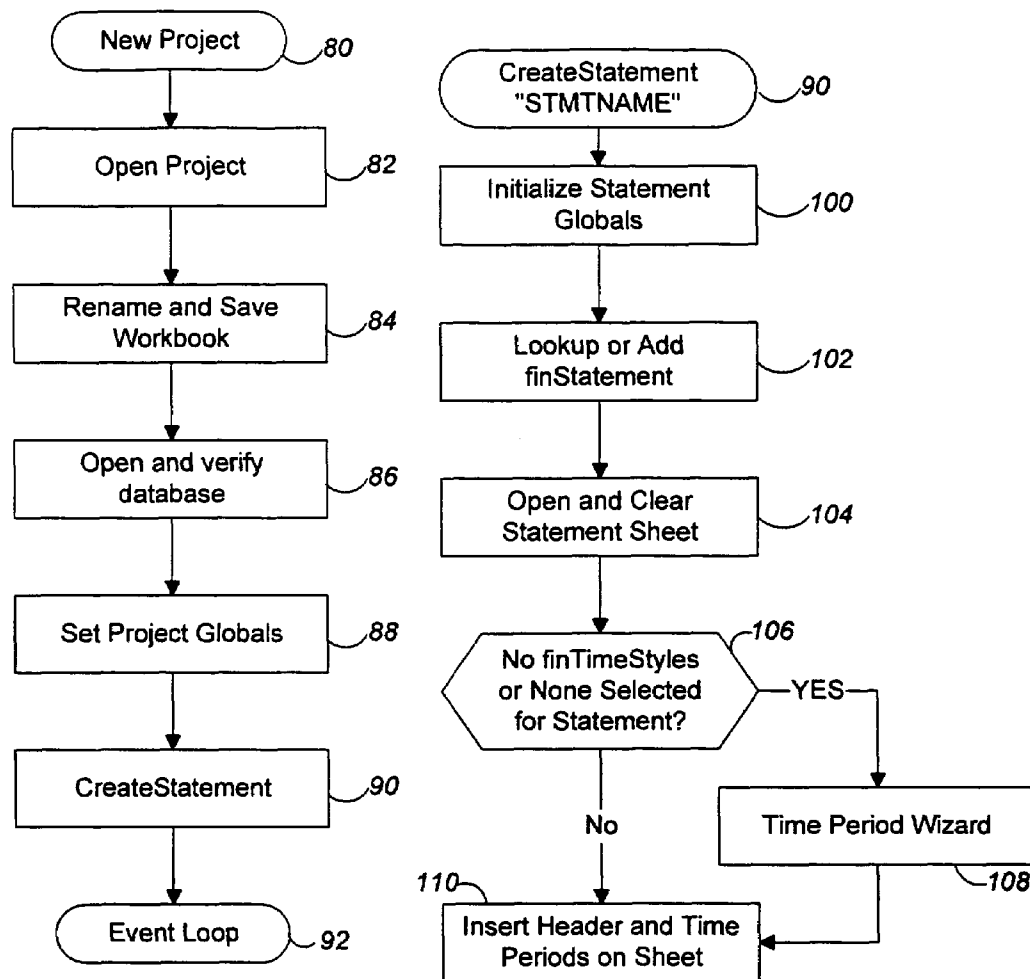 New Project
80
Open Project
82
Rename and Save
Workbook
84
Open and verify
database
86
Set Project Globals
88
CreateStatement
90
Event Loop
92
CreateStatement
"STMTNAME"
90
Initialize Statement
Globals
100
Lookup or Add
finStatement
102
Open and Clear
Statement Sheet
104
No finTimeStyles
or None Selected
for Statement?
106
YES
No
Time Period Wizard
108
110
Insert Header and Time
Periods on Sheet